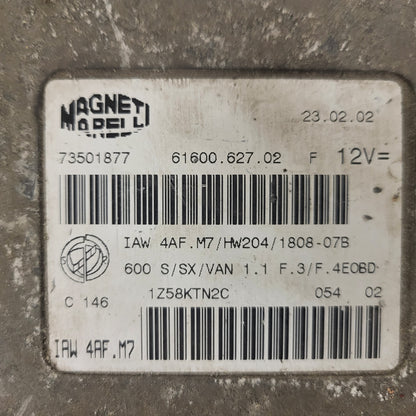 MAGNETI
MARELLI
23.02.02
73501877 61600.627.02 F 12V=
IAW 4AF.M7/HW204/1808-07B
600 S/SX/VAN 1.1 F.3/F.4EOBD
C 146 1Z58KTN2C 054 02
IAW 4AF.M7